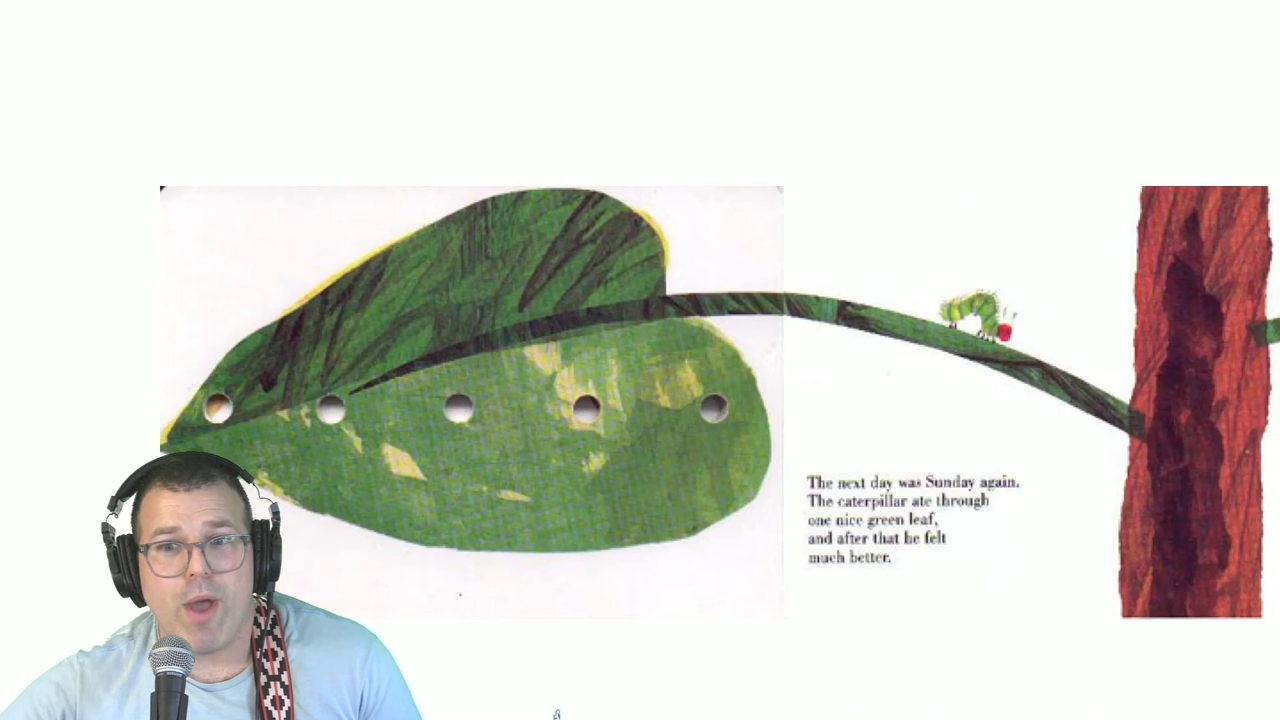 The next day was Sunday again.
The caterpillar ate through
one nice green leaf,
and after that he felt
much better.